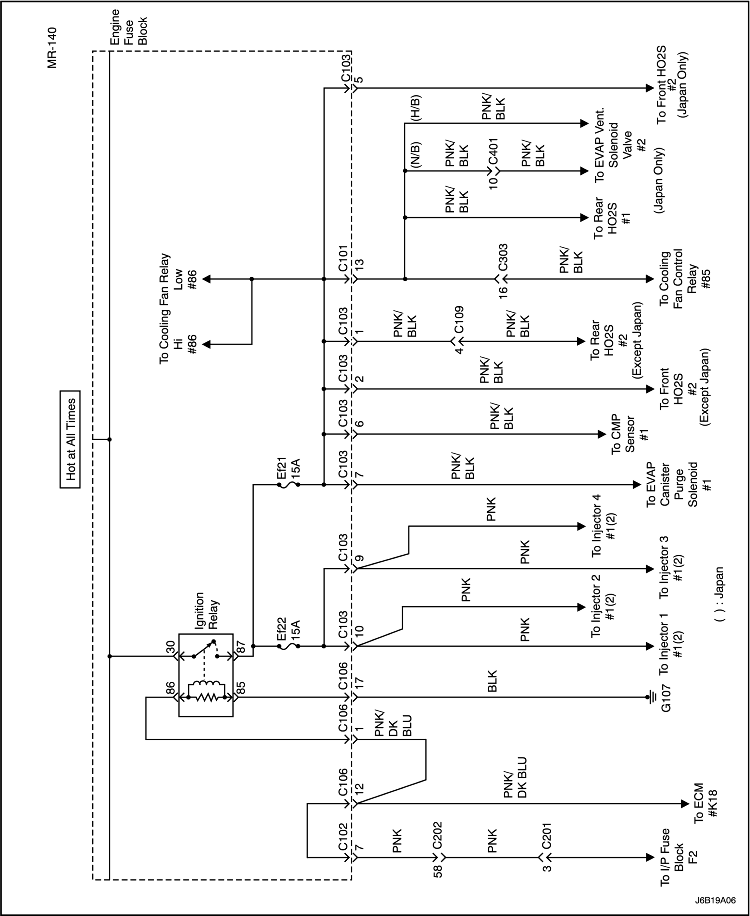 MR-140
Engine
Fuse
Block
Hot at All Times
To Cooling Fan Relay
Low
#86
To Cooling Fan Relay
Hi
#86
Ignition
Relay
30
87
86
85
Ef21
15A
Ef22
15A
C102
7
C106
12
C106
1
C106
17
C103
10
C103
9
C103
7
C103
6
C103
2
C103
1
C101
13
C103
5
PNK
58
C202
PNK
3
C201
To I/P Fuse
Block
F2
PNK/
DK
BLU
PNK/
DK BLU
To ECM
#K18
BLK
G107
PNK
To Injector 1
#1(2)
PNK
To Injector 2
#1(2)
PNK
To Injector 3
#1(2)
PNK
To Injector 4
#1(2)
( ) : Japan
PNK/
BLK
To EVAP
Canister
Purge
Solenoid
#1
PNK/
BLK
To CMP
Sensor
#1
PNK/
BLK
To Front
HO2S
#2
(Except Japan)
PNK/
BLK
4
C109
PNK/
BLK
To Rear
HO2S
#2
(Except Japan)
16
C303
PNK/
BLK
To Cooling
Fan Control
Relay
#85
PNK/
BLK
To Rear
HO2S
#1
(Japan Only)
(N/B)
PNK/
BLK
10
C401
PNK/
BLK
(H/B)
PNK/
BLK
To EVAP Vent.
Solenoid
Valve
#2
To Front HO2S
#2
(Japan Only)
J6B19A06